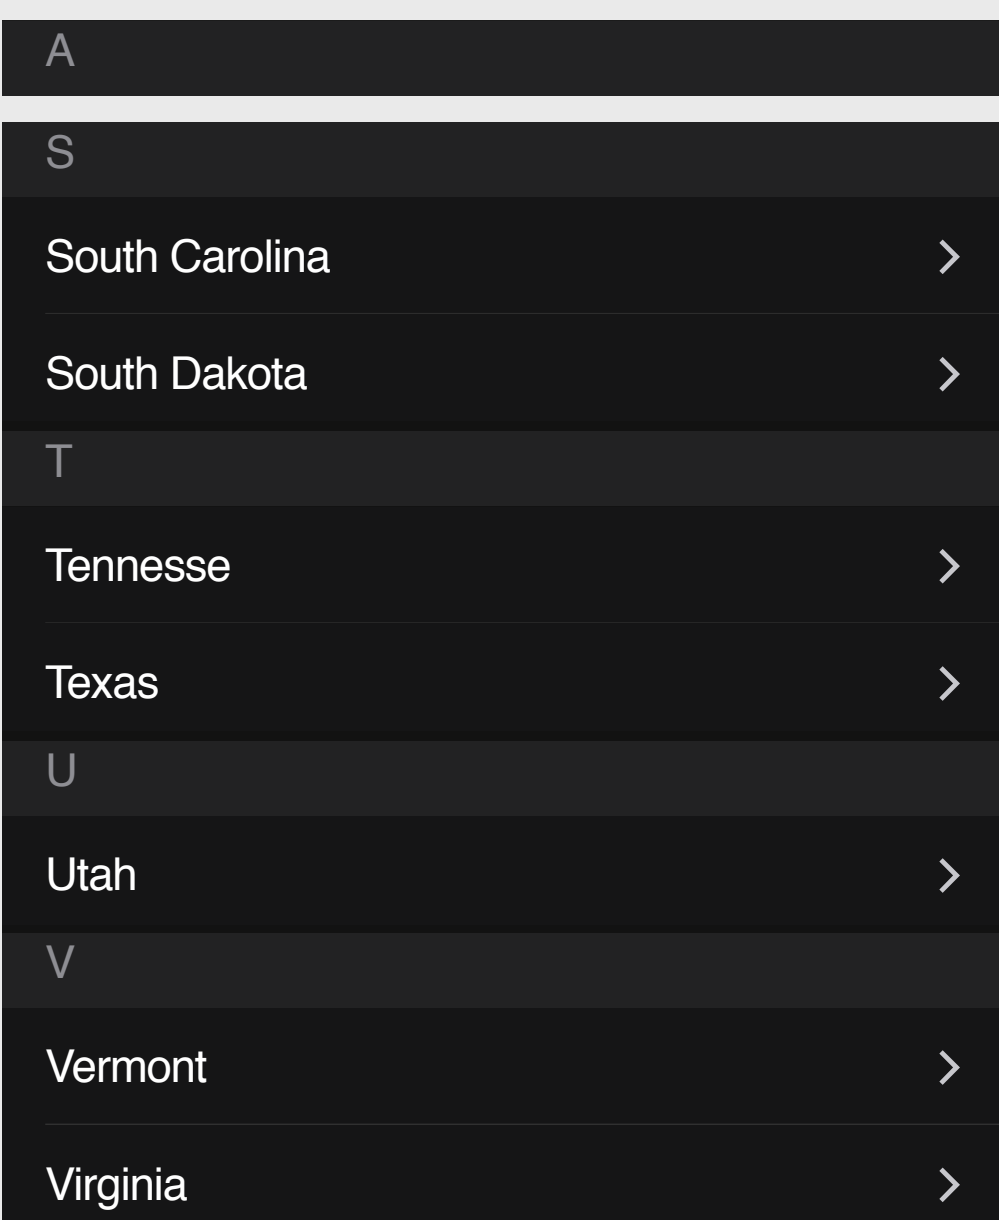 A
S
South Carolina
South Dakota
T
Tennesse
Texas
U
Utah
V
Vermont
Virginia